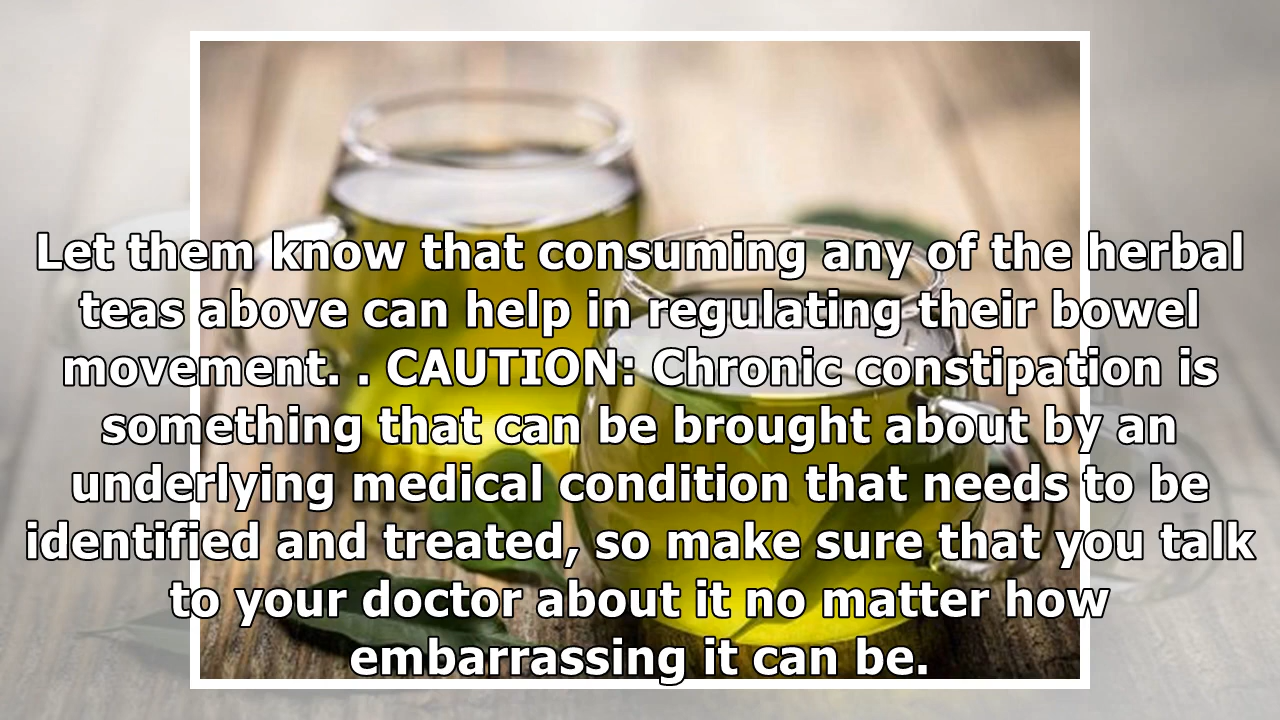 Let them know that consuming any of the herbal
teas above can help in regulating their bowel
movement. . CAUTION: Chronic constipation is
something that can be brought about by an
underlying medical condition that needs to be
identified and treated, so make sure that you talk
to your doctor about it no matter how
embarrassing it can be.